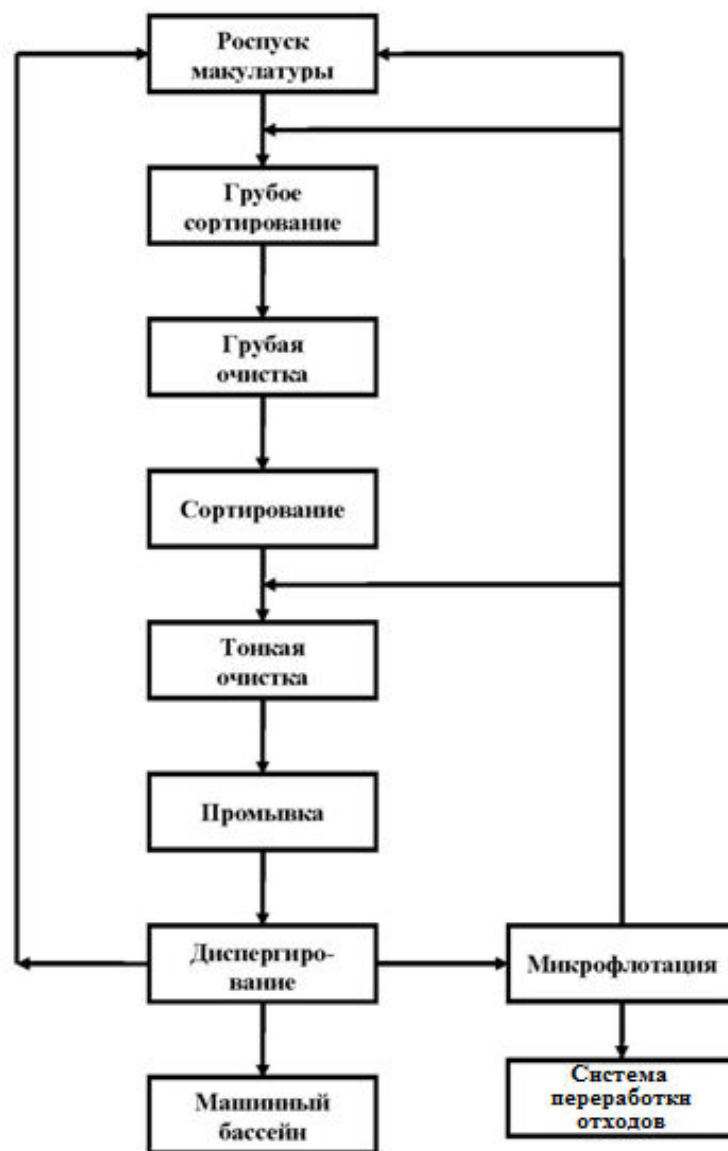 Роспуск
макулатуры
Грубое
сортирование
Грубая
очистка
Сортирование
Тонкая
очистка
Промывка
Диспергиро-
вание
Микрофлотация
Машинный
бассейн
Система
переработки
отходов